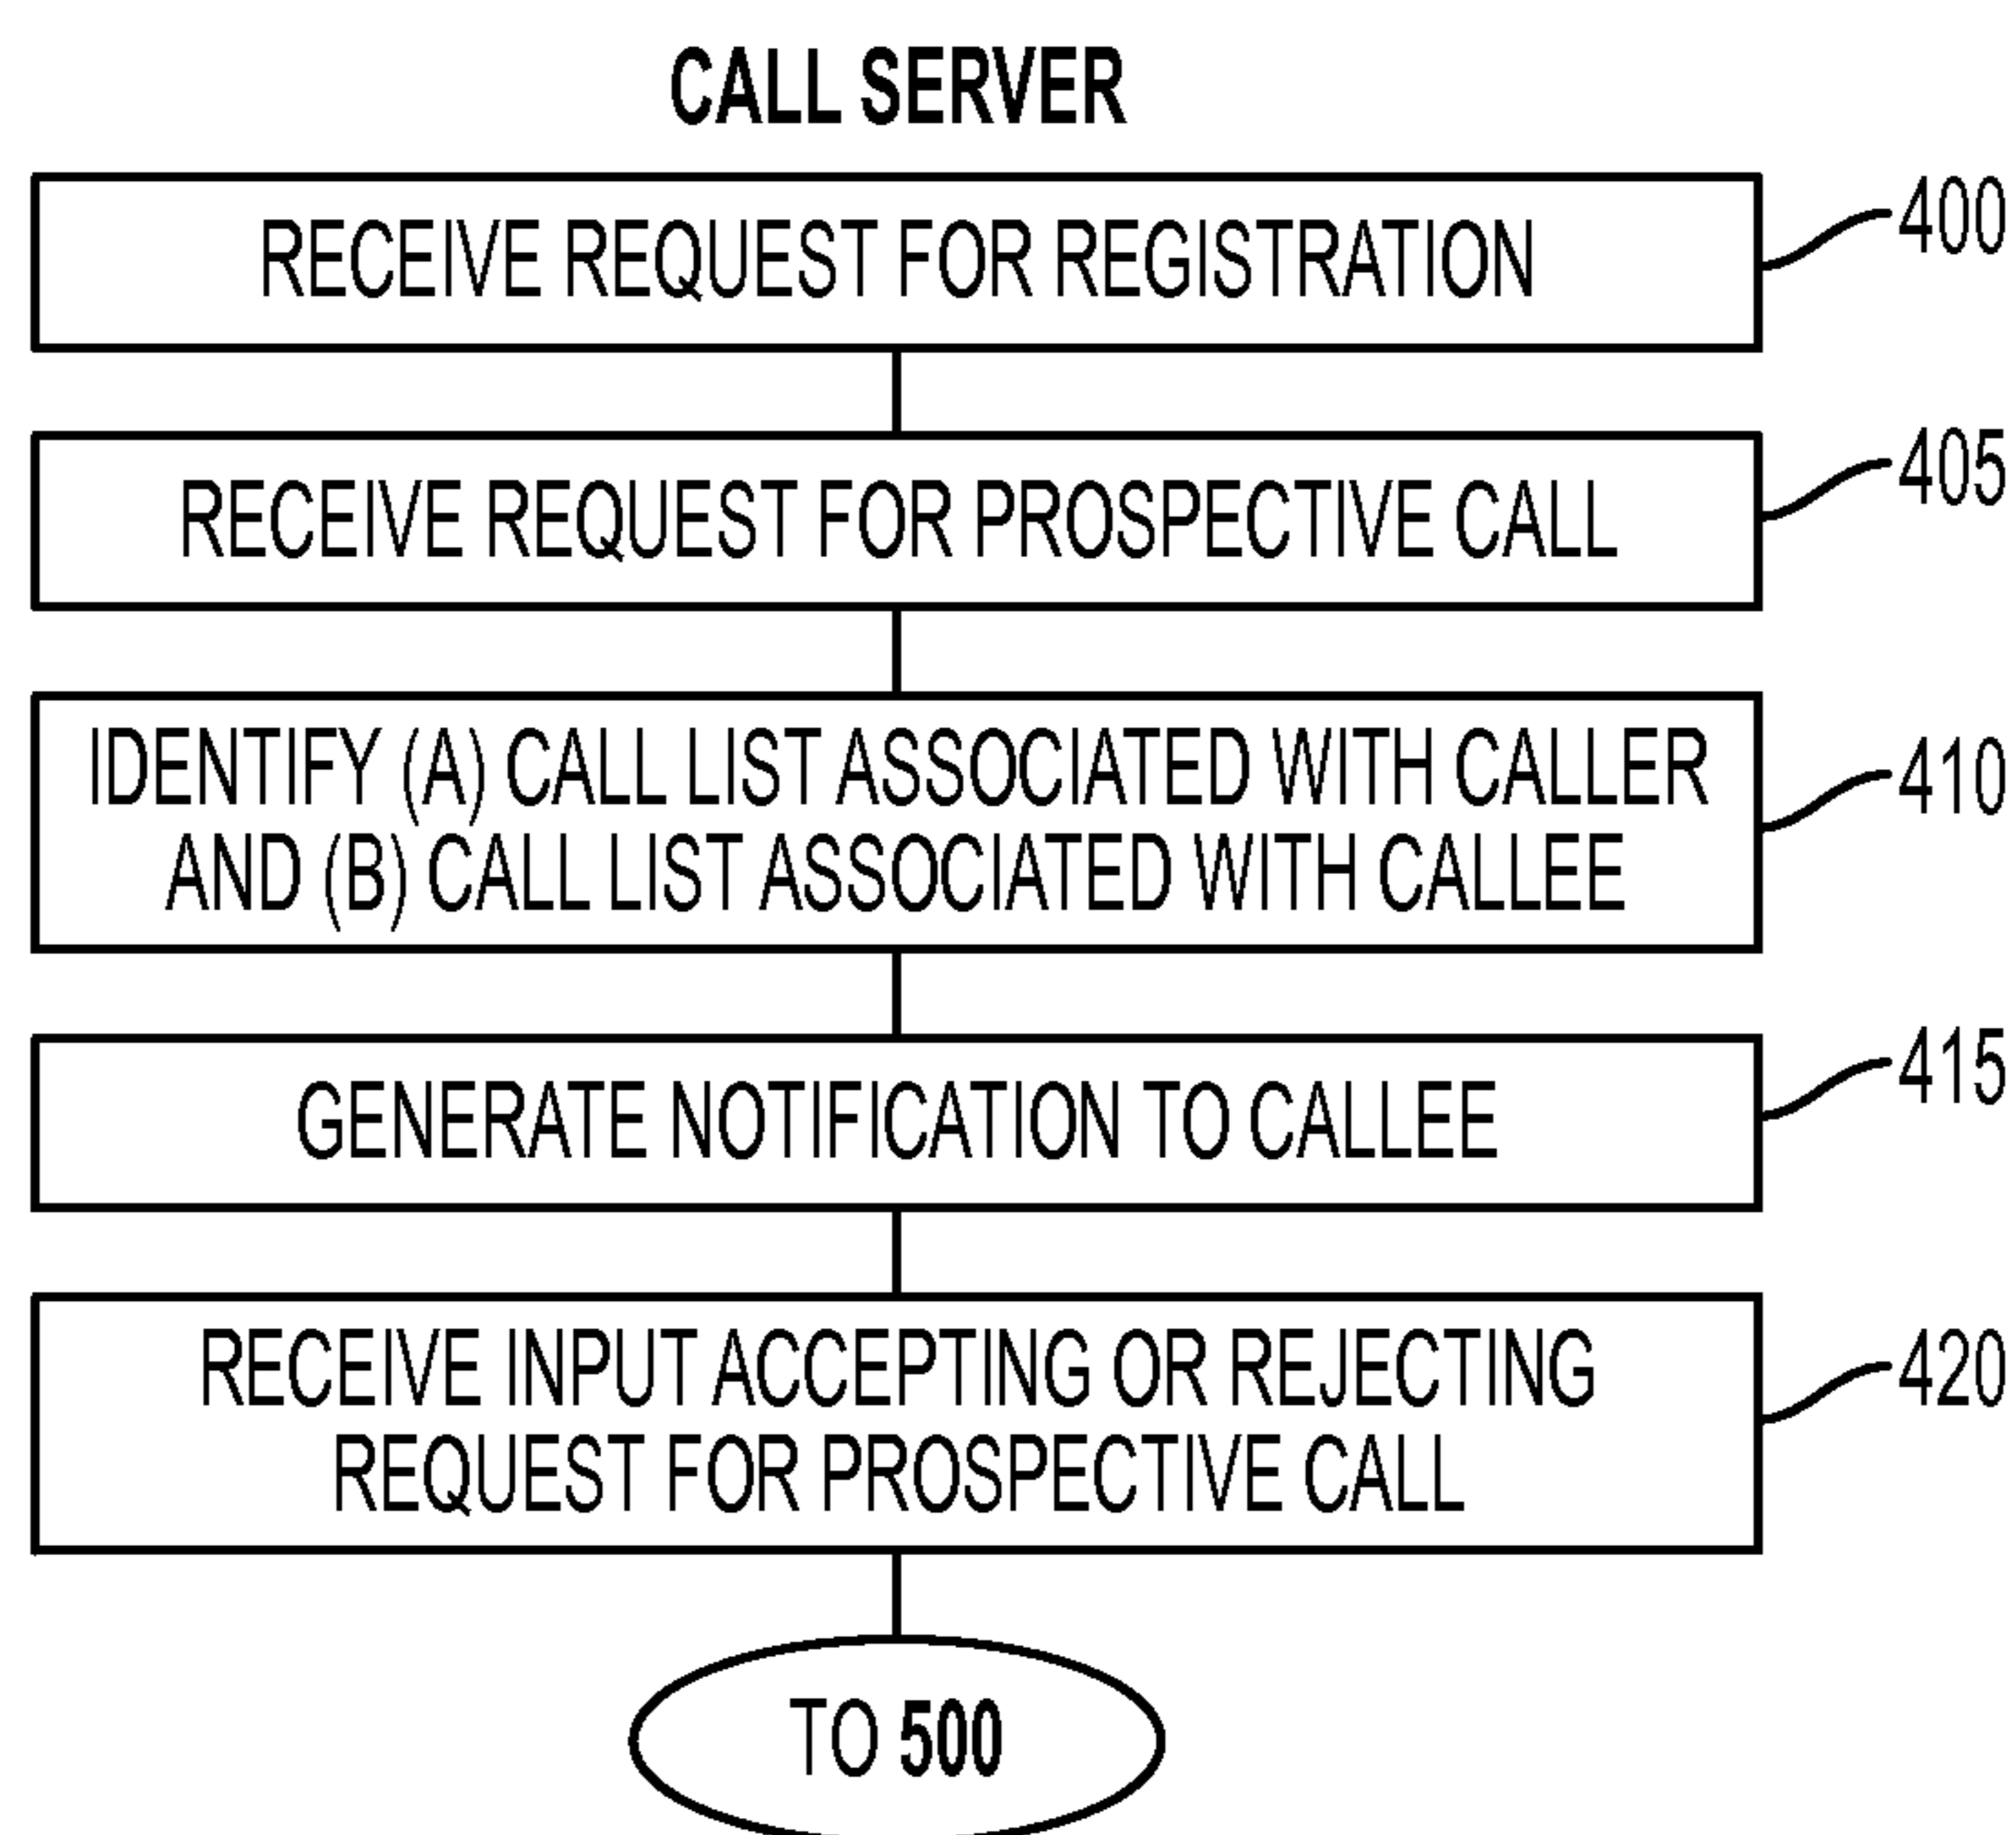 CALL SERVER
RECEIVE REQUEST FOR REGISTRATION
400
RECEIVE REQUEST FOR PROSPECTIVE CALL
405
IDENTIFY (A) CALL LIST ASSOCIATED WITH CALLER
AND (B) CALL LIST ASSOCIATED WITH CALLEE
410
GENERATE NOTIFICATION TO CALLEE
415
RECEIVE INPUT ACCEPTING OR REJECTING
REQUEST FOR PROSPECTIVE CALL
420
TO 500